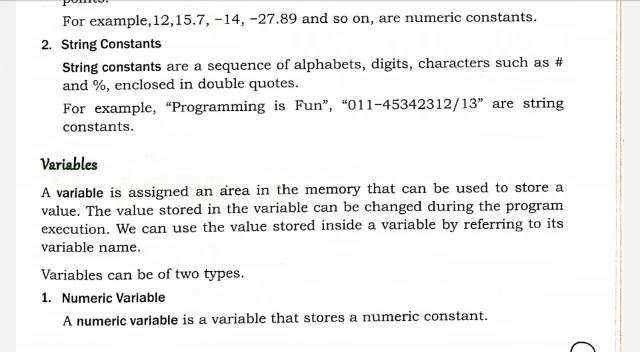 For example,12,15.7, −14, −27.89 and so on, are numeric constants.
2. String Constants
String constants are a sequence of alphabets, digits, characters such as #
and %, enclosed in double quotes.
For example, “Programming is Fun”, “011−45342312/13” are string
constants.
Variables
A variable is assigned an area in the memory that can be used to store a
value. The value stored in the variable can be changed during the program
execution. We can use the value stored inside a variable by referring to its
variable name.
Variables can be of two types.
1. Numeric Variable
A numeric variable is a variable that stores a numeric constant.